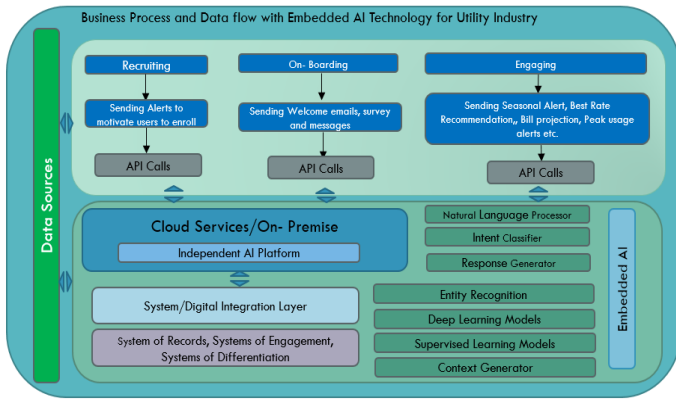 Business Process and Data flow with Embedded AI Technology for Utility Industry
Data Sources
Recruiting
On- Boarding
Engaging
Sending Alerts to
motivate users to enroll
Sending Welcome emails, survey
and messages
Sending Seasonal Alert, Best Rate
Recommendation,, Bill projection, Peak usage
alerts etc.
API Calls
API Calls
API Calls
Cloud Services/On- Premise
Independent AI Platform
System/Digital Integration Layer
System of Records, Systems of Engagement,
Systems of Differentiation
Natural Language Processor
Intent Classifier
Response Generator
Entity Recognition
Deep Learning Models
Supervised Learning Models
Context Generator
Embedded AI